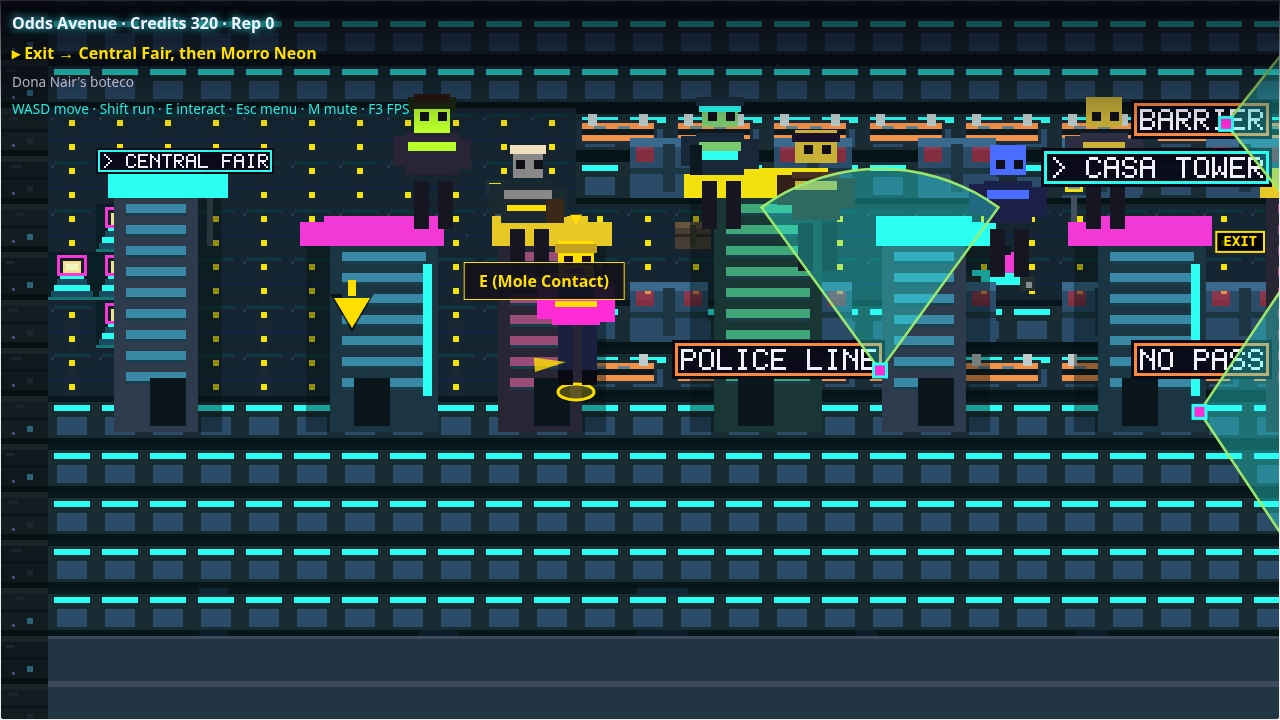 Odds Avenue · Credits 320 · Rep 0
▸ Exit → Central Fair, then Morro Neon
Dona Nair's boteco
WASD move · Shift run · E interact · Esc menu · M mute · F3 FPS
BARRIER
> CENTRAL FAIR
> CASA TOWER
EXIT
E (Mole Contact)
POLICE LINE
NO PASS